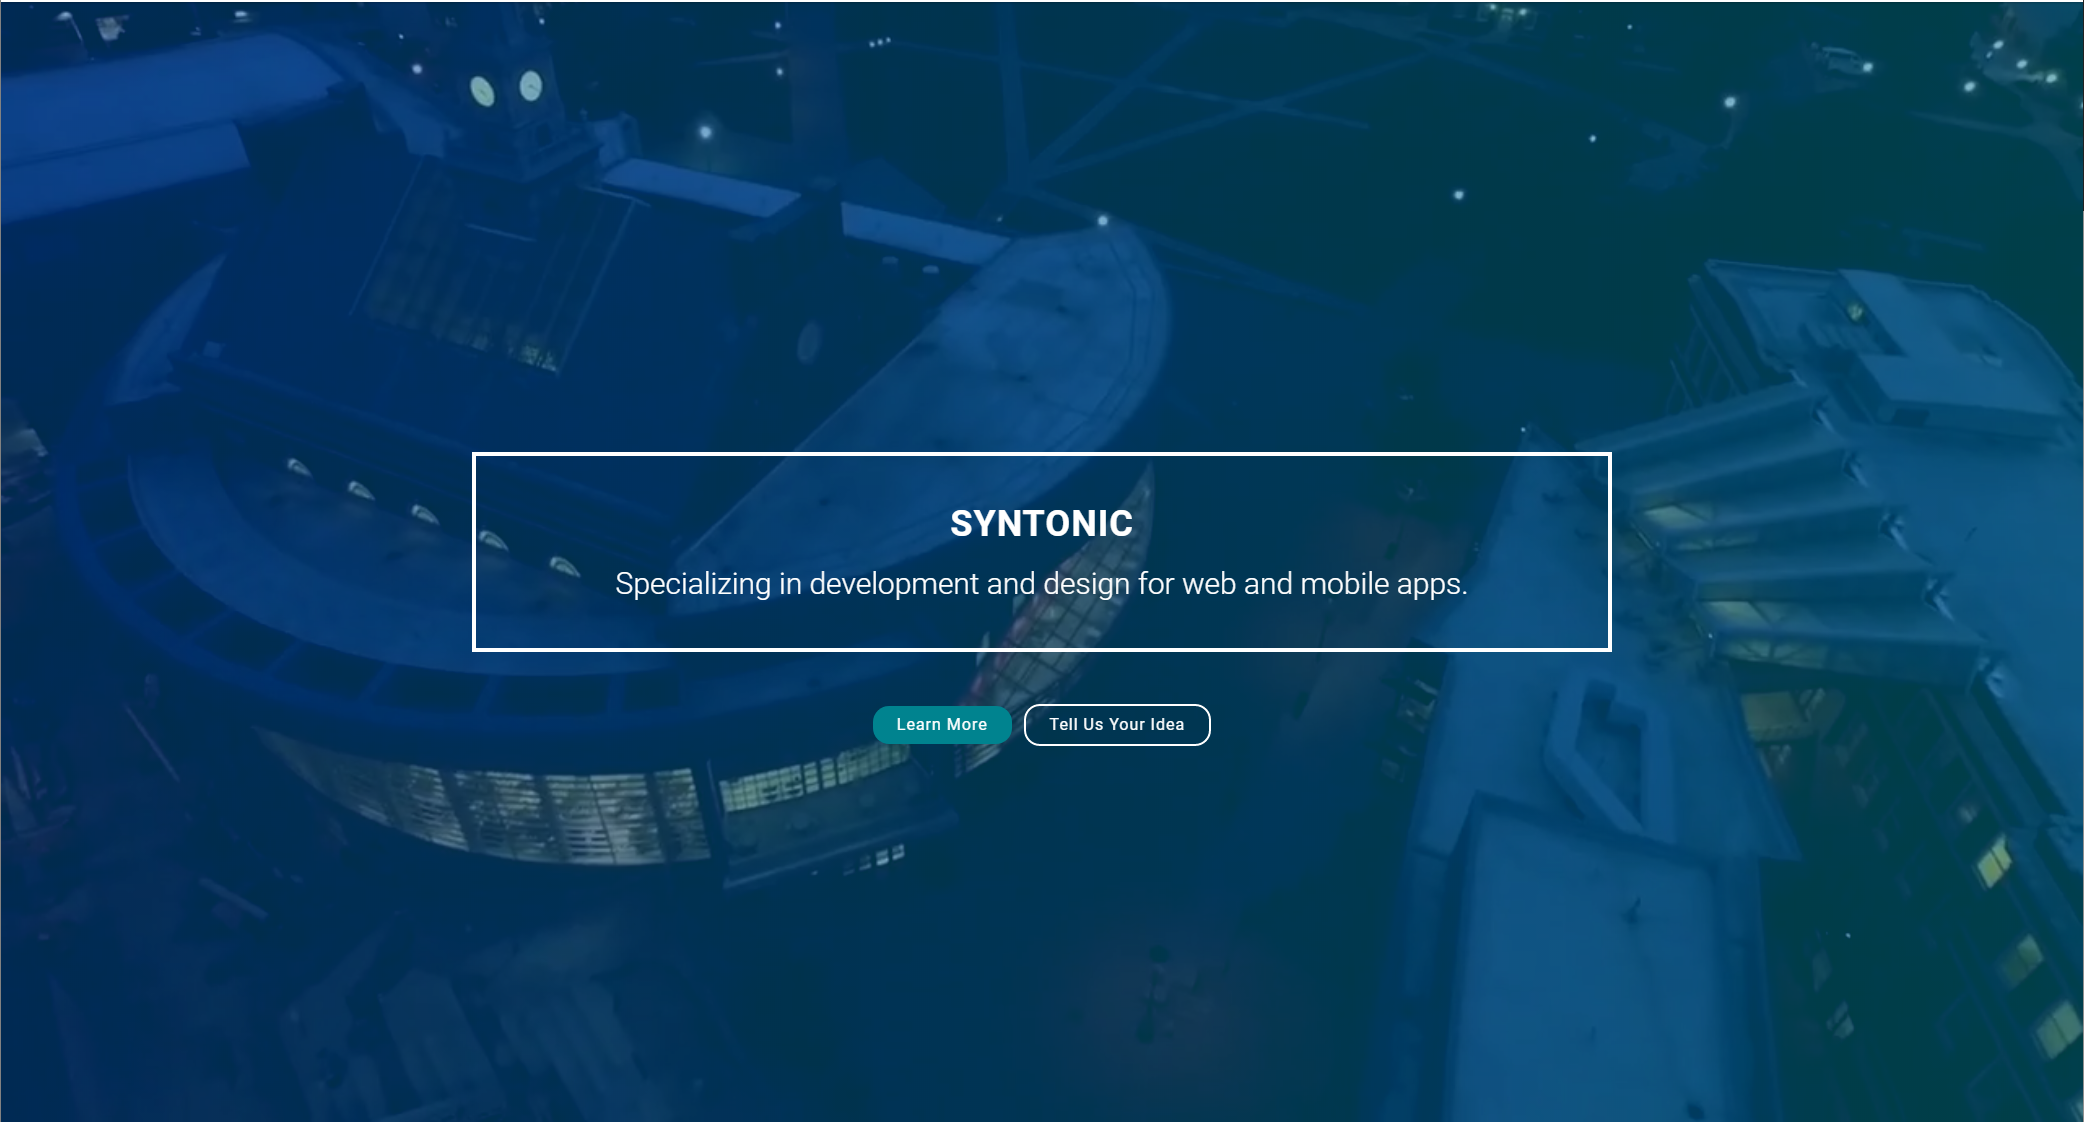 SYNTONIC
Specializing in development and design for web and mobile apps.
Learn More
Tell Us Your Idea